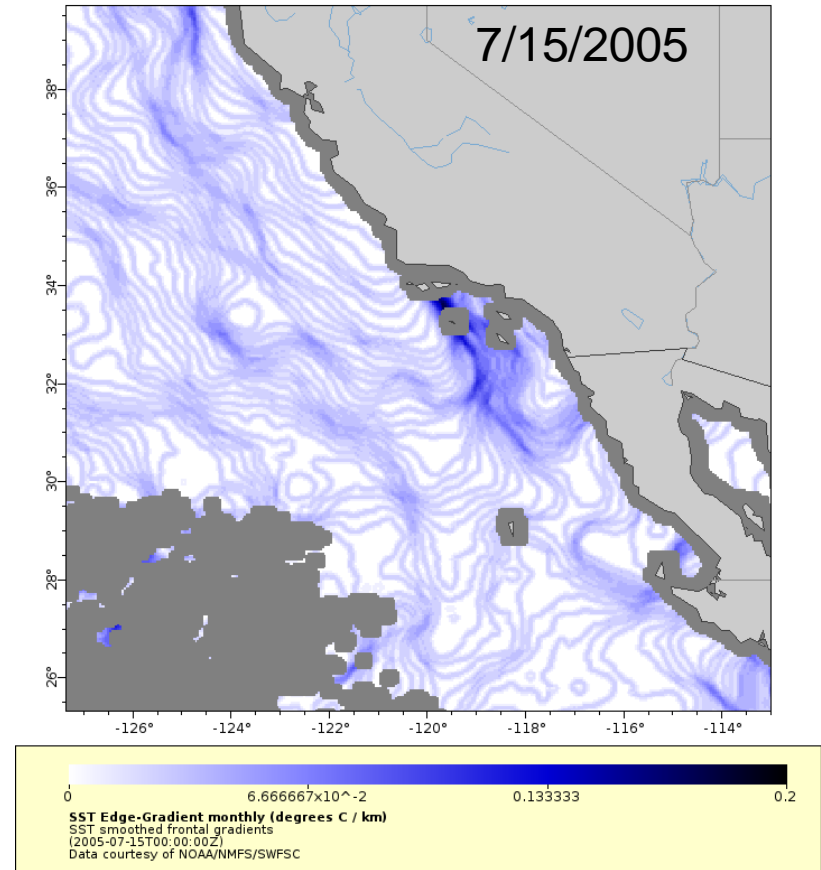 7/15/2005
38°
36°
34°
32°
30°
28°
26°
-126° -124° -122° -120° -118° -116° -114°
0 6.666667x10^-2 0.133333 0.2
SST Edge-Gradient monthly (degrees C / km)
SST smoothed frontal gradients
(2005-07-15T00:00:00Z)
Data courtesy of NOAA/NMFS/SWFSC